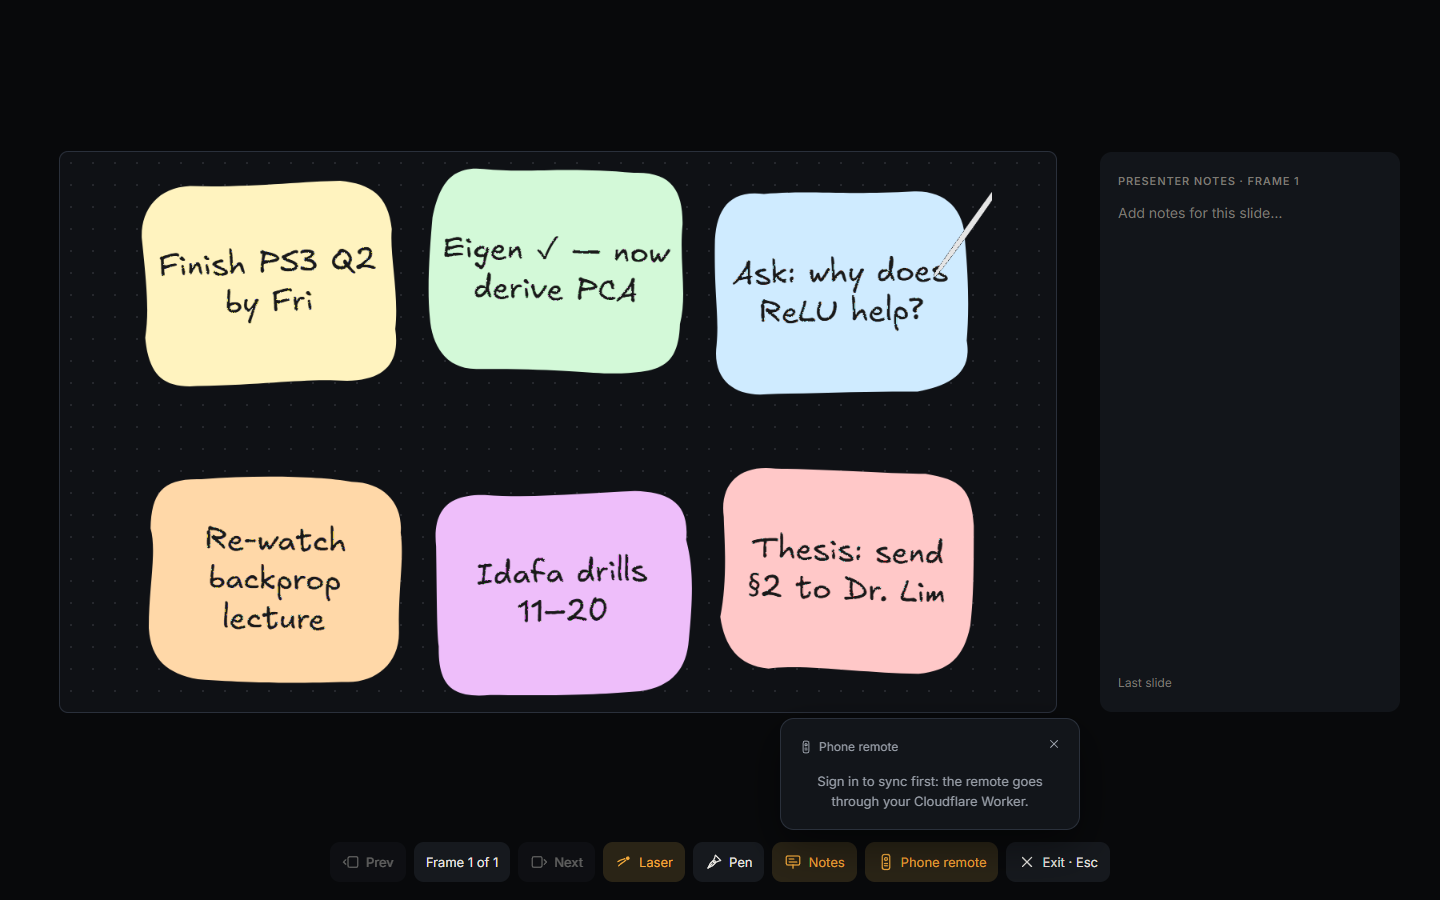 Finish PS3 Q2
by Fri
Eigen ✓ — now
derive PCA
Ask: why does
ReLU help?
Re-watch
backprop
lecture
Idafa drills
11–20
Thesis: send
§2 to Dr. Lim
PRESENTER NOTES · FRAME 1
Add notes for this slide...
Last slide
Phone remote
Sign in to sync first: the remote goes
through your Cloudflare Worker.
Prev
Frame 1 of 1
Next
Laser
Pen
Notes
Phone remote
Exit · Esc